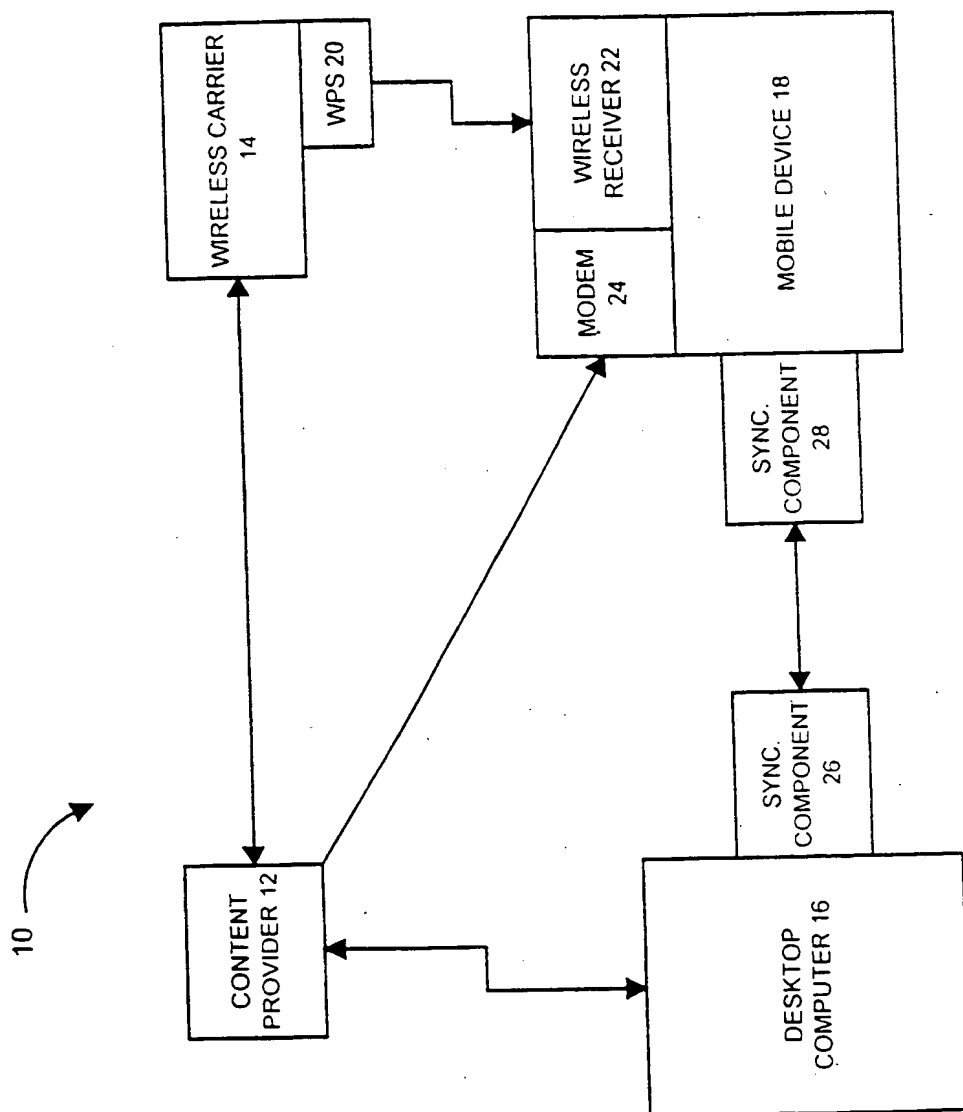 10
CONTENT
PROVIDER 12
WIRELESS CARRIER
14
WPS 20
MODEM
24
WIRELESS
RECEIVER 22
MOBILE DEVICE 18
DESKTOP
COMPUTER 16
SYNC.
COMPONENT
26
SYNC.
COMPONENT
28